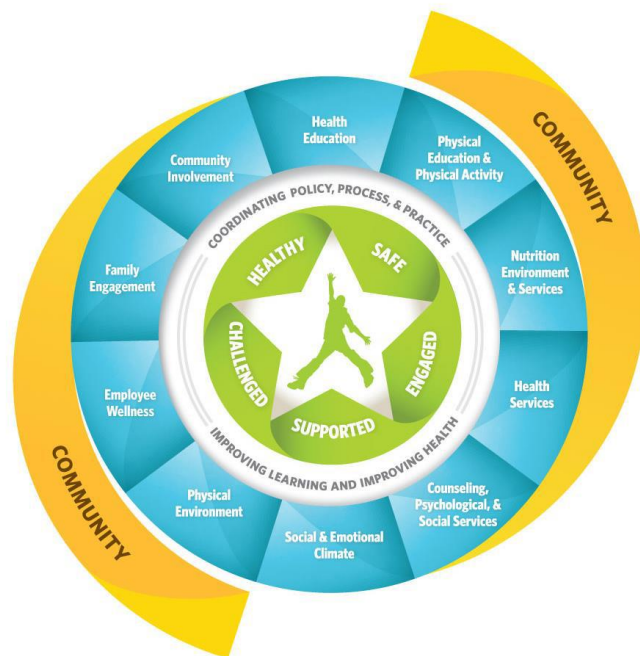 COMMUNITY
Health
Education
Physical
Education &
Physical Activity
Nutrition
Environment
& Services
Health
Services
Counseling,
Psychological, &
Social Services
Social & Emotional
Climate
Physical
Environment
Employee
Wellness
Family
Engagement
Community
Involvement
COORDINATING POLICY, PROCESS, & PRACTICE
IMPROVING LEARNING AND IMPROVING HEALTH
HEALTHY
SAFE
ENGAGED
SUPPORTED
CHALLENGED
COMMUNITY